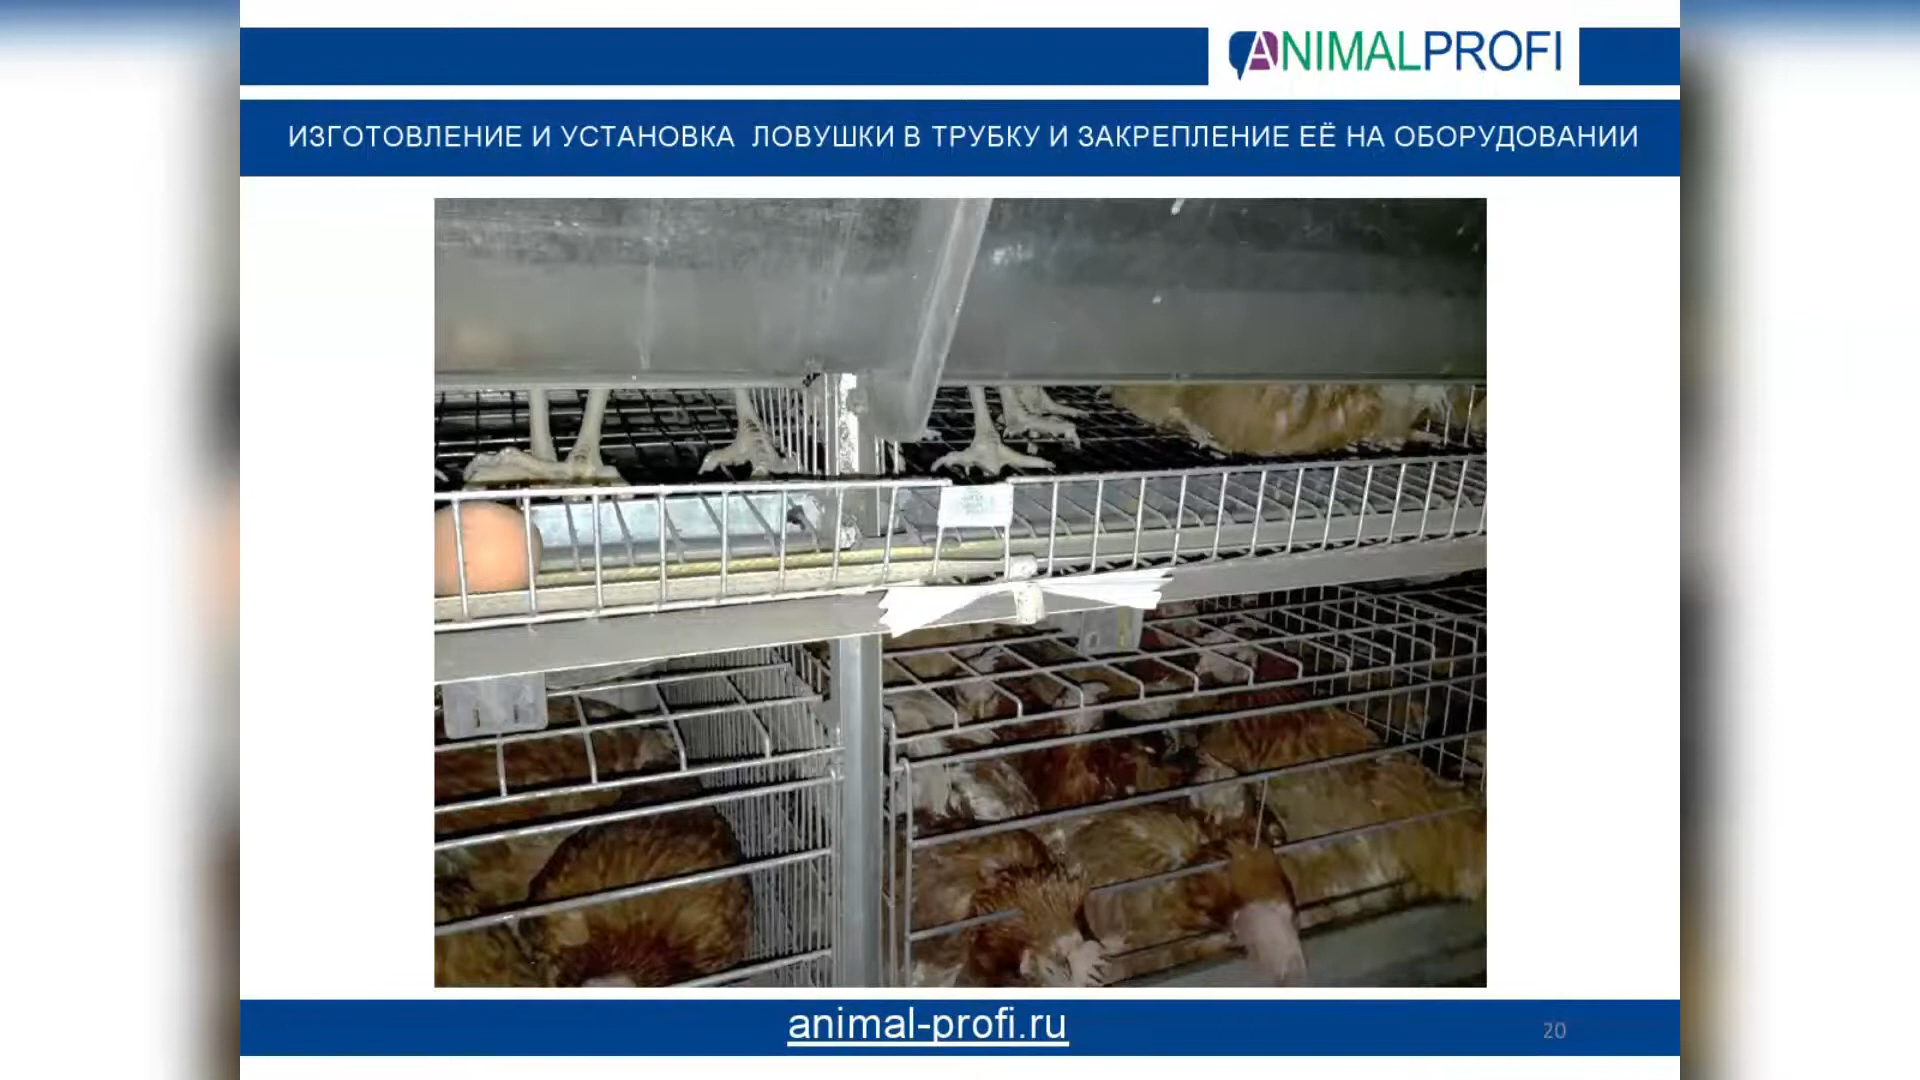 ANIMALPROFI
ИЗГОТОВЛЕНИЕ И УСТАНОВКА ЛОВУШКИ В ТРУБКУ И ЗАКРЕПЛЕНИЕ ЕЁ НА ОБОРУДОВАНИИ
animal-profi.ru
20